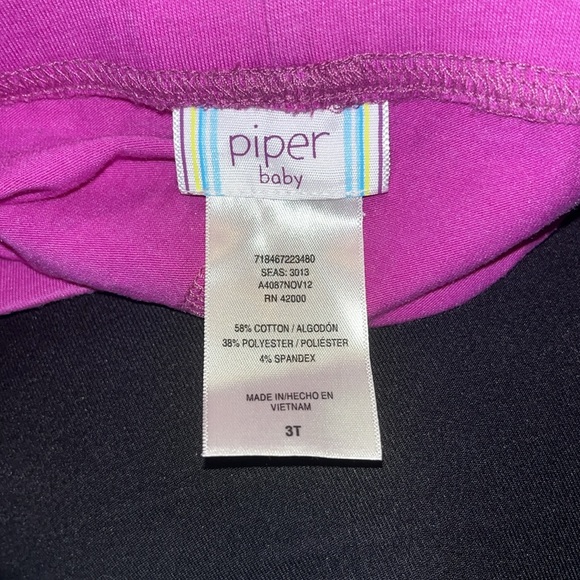 piper
baby
718467223480
SEAS: 3013
A4087NOV12
RN 42000
58% COTTON / ALGODÓN
38% POLYESTER / POLIÉSTER
4% SPANDEX
MADE IN/HECHO EN
VIETNAM
3T